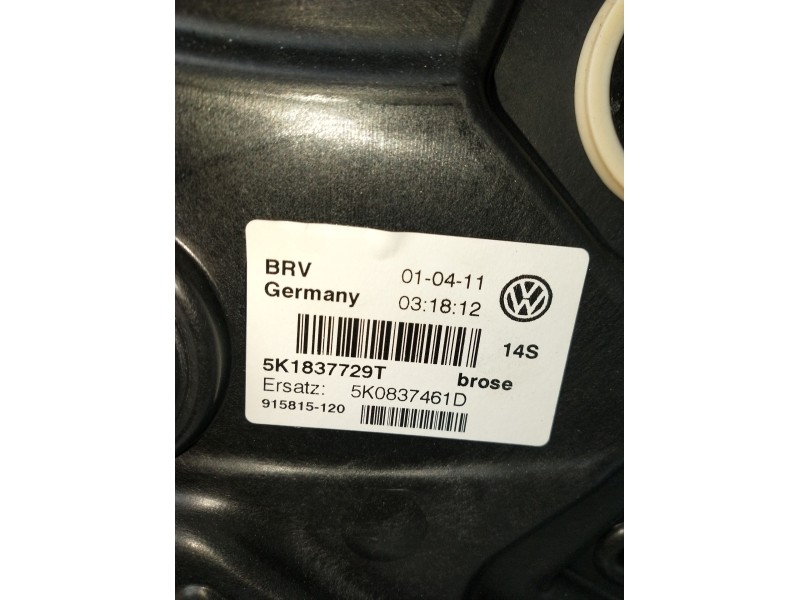 BRV 01-04-11
Germany 03:18:12
14S
5K1837729T brose
Ersatz: 5K0837461D
915815-120